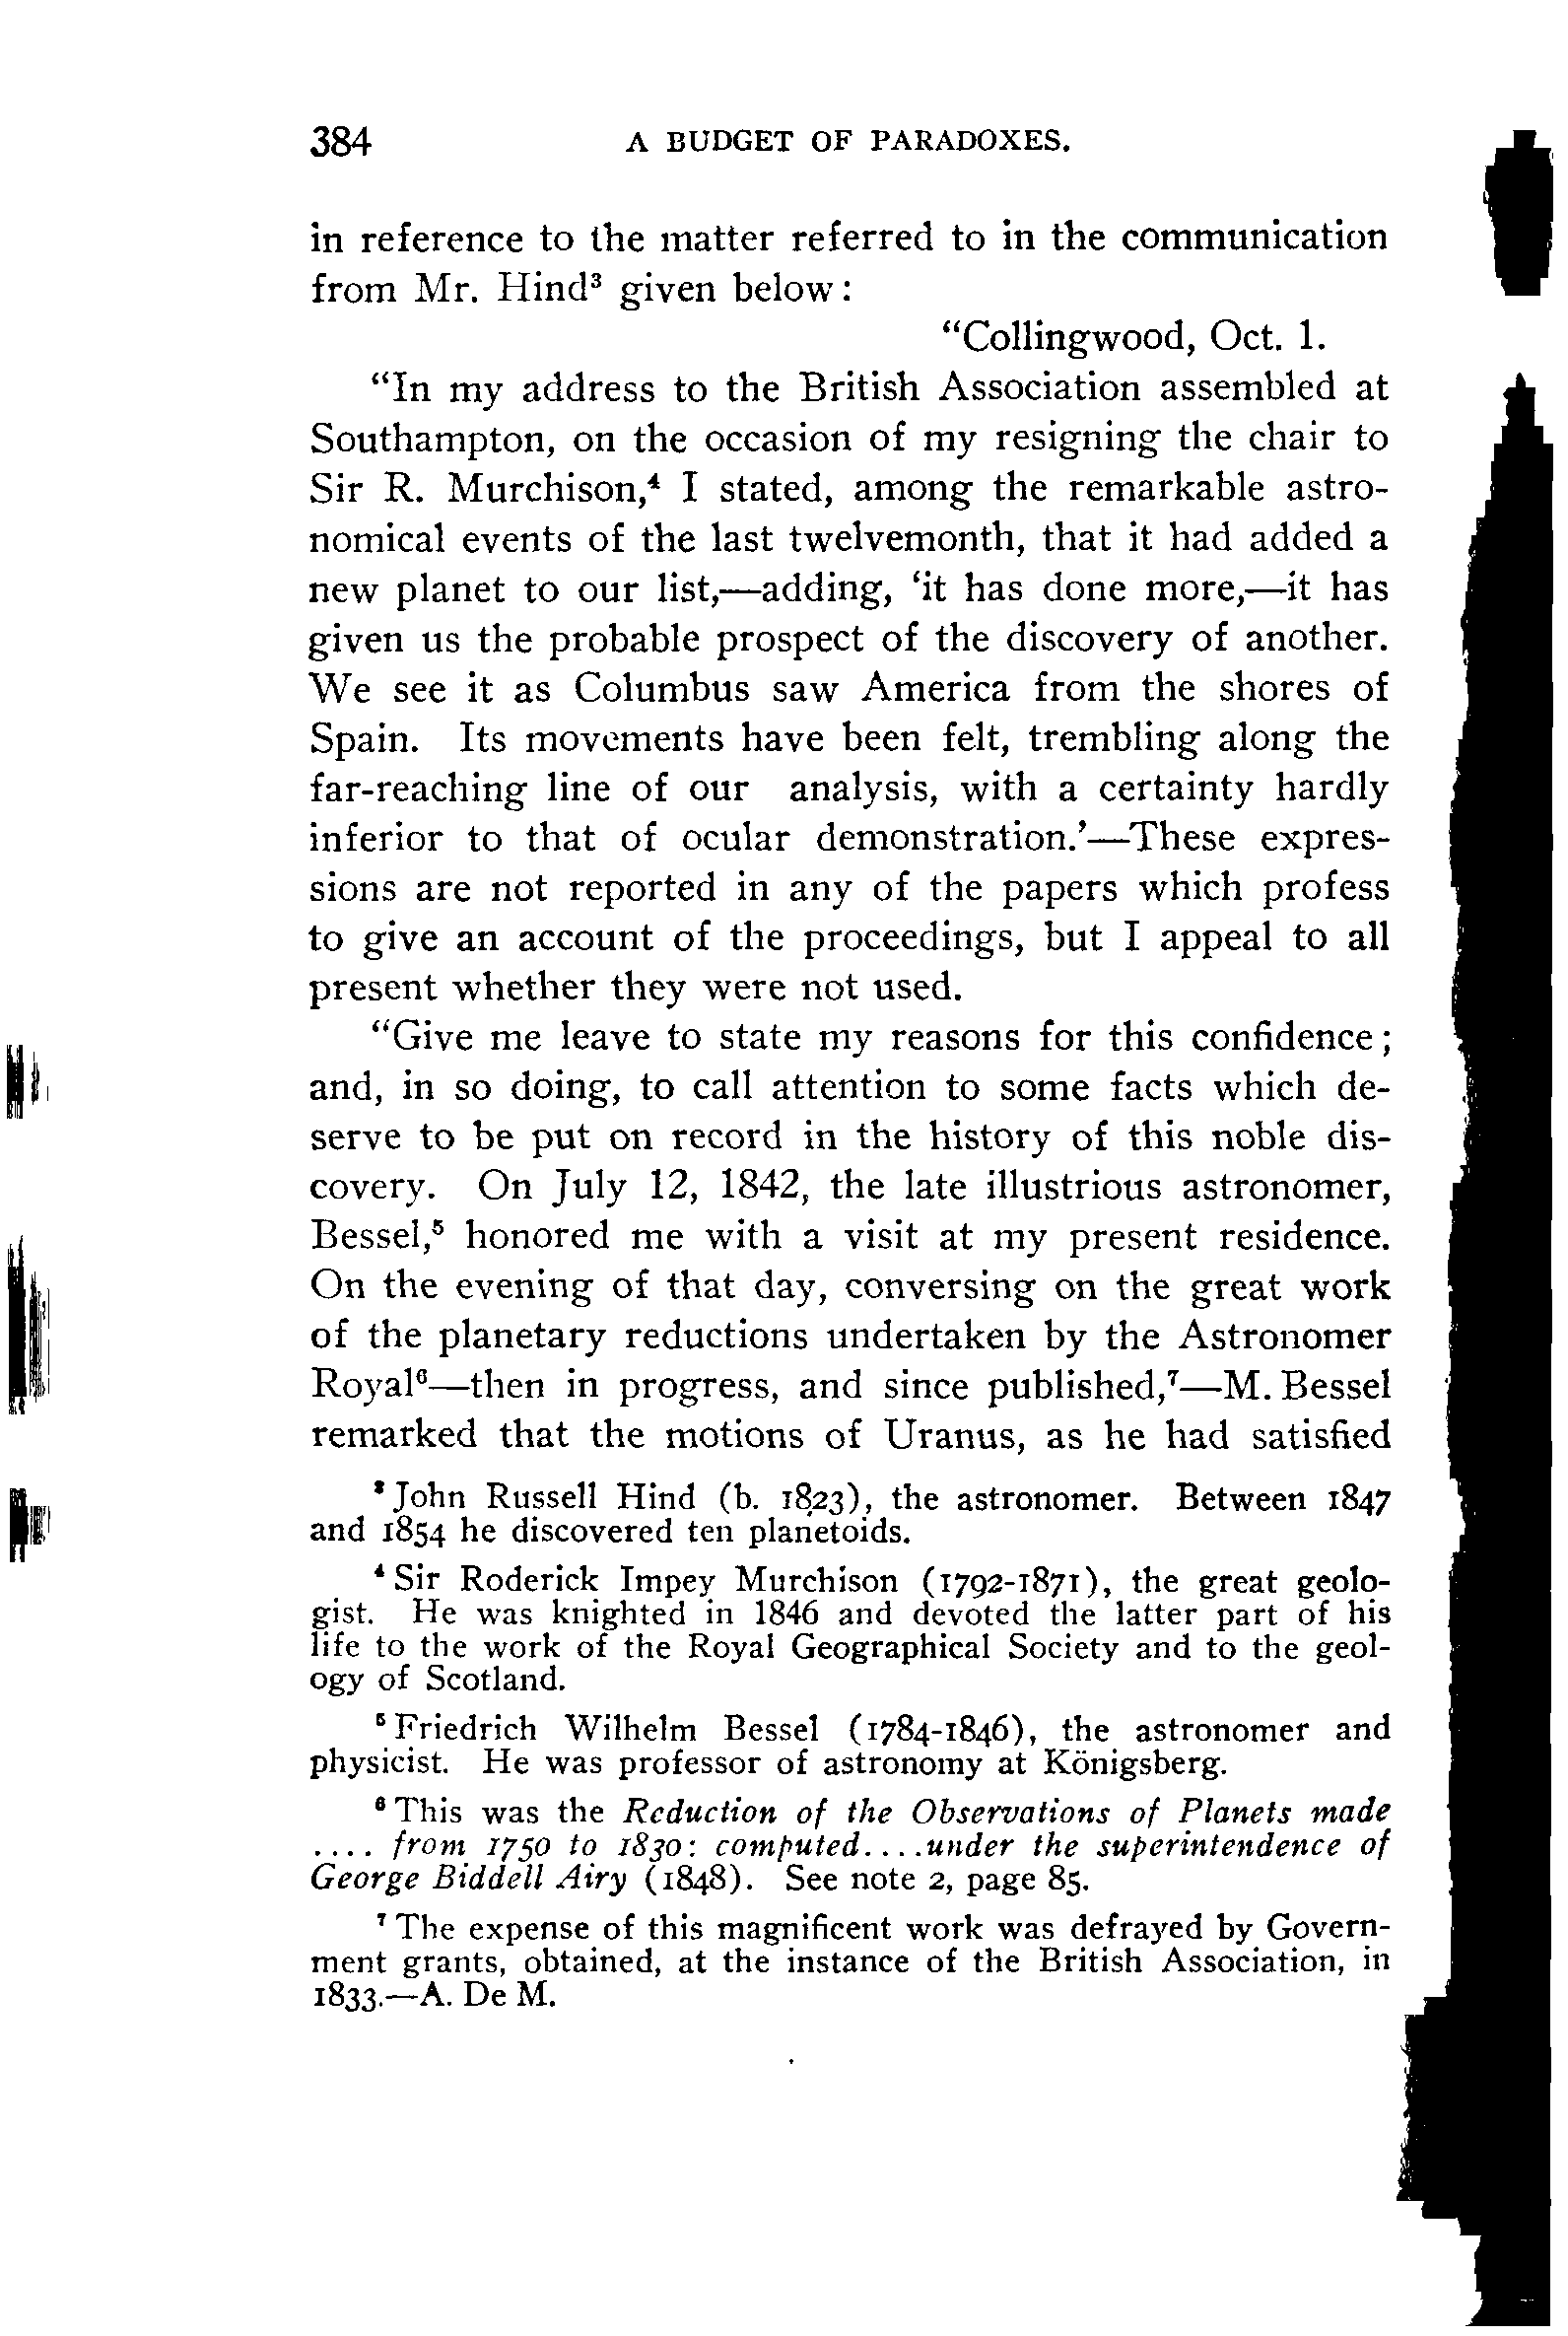 384 A BUDGET OF PARADOXES.
in reference to the matter referred to in the communication
from Mr. Hind³ given below:
“Collingwood, Oct. 1.
“In my address to the British Association assembled at
Southampton, on the occasion of my resigning the chair to
Sir R. Murchison,⁴ I stated, among the remarkable astro-
nomical events of the last twelvemonth, that it had added a
new planet to our list,—adding, ‘it has done more,—it has
given us the probable prospect of the discovery of another.
We see it as Columbus saw America from the shores of
Spain. Its movements have been felt, trembling along the
far-reaching line of our analysis, with a certainty hardly
inferior to that of ocular demonstration.’—These expres-
sions are not reported in any of the papers which profess
to give an account of the proceedings, but I appeal to all
present whether they were not used.
“Give me leave to state my reasons for this confidence;
and, in so doing, to call attention to some facts which de-
serve to be put on record in the history of this noble dis-
covery. On July 12, 1842, the late illustrious astronomer,
Bessel,⁵ honored me with a visit at my present residence.
On the evening of that day, conversing on the great work
of the planetary reductions undertaken by the Astronomer
Royal⁶—then in progress, and since published,⁷—M. Bessel
remarked that the motions of Uranus, as he had satisfied
³ John Russell Hind (b. 1823), the astronomer. Between 1847
and 1854 he discovered ten planetoids.
⁴ Sir Roderick Impey Murchison (1792-1871), the great geolo-
gist. He was knighted in 1846 and devoted the latter part of his
life to the work of the Royal Geographical Society and to the geol-
ogy of Scotland.
⁵ Friedrich Wilhelm Bessel (1784-1846), the astronomer and
physicist. He was professor of astronomy at Königsberg.
⁶ This was the Reduction of the Observations of Planets made
.... from 1750 to 1830: computed....under the superintendence of
George Biddell Airy (1848). See note 2, page 85.
⁷ The expense of this magnificent work was defrayed by Govern-
ment grants, obtained, at the instance of the British Association, in
1833.—A. De M.